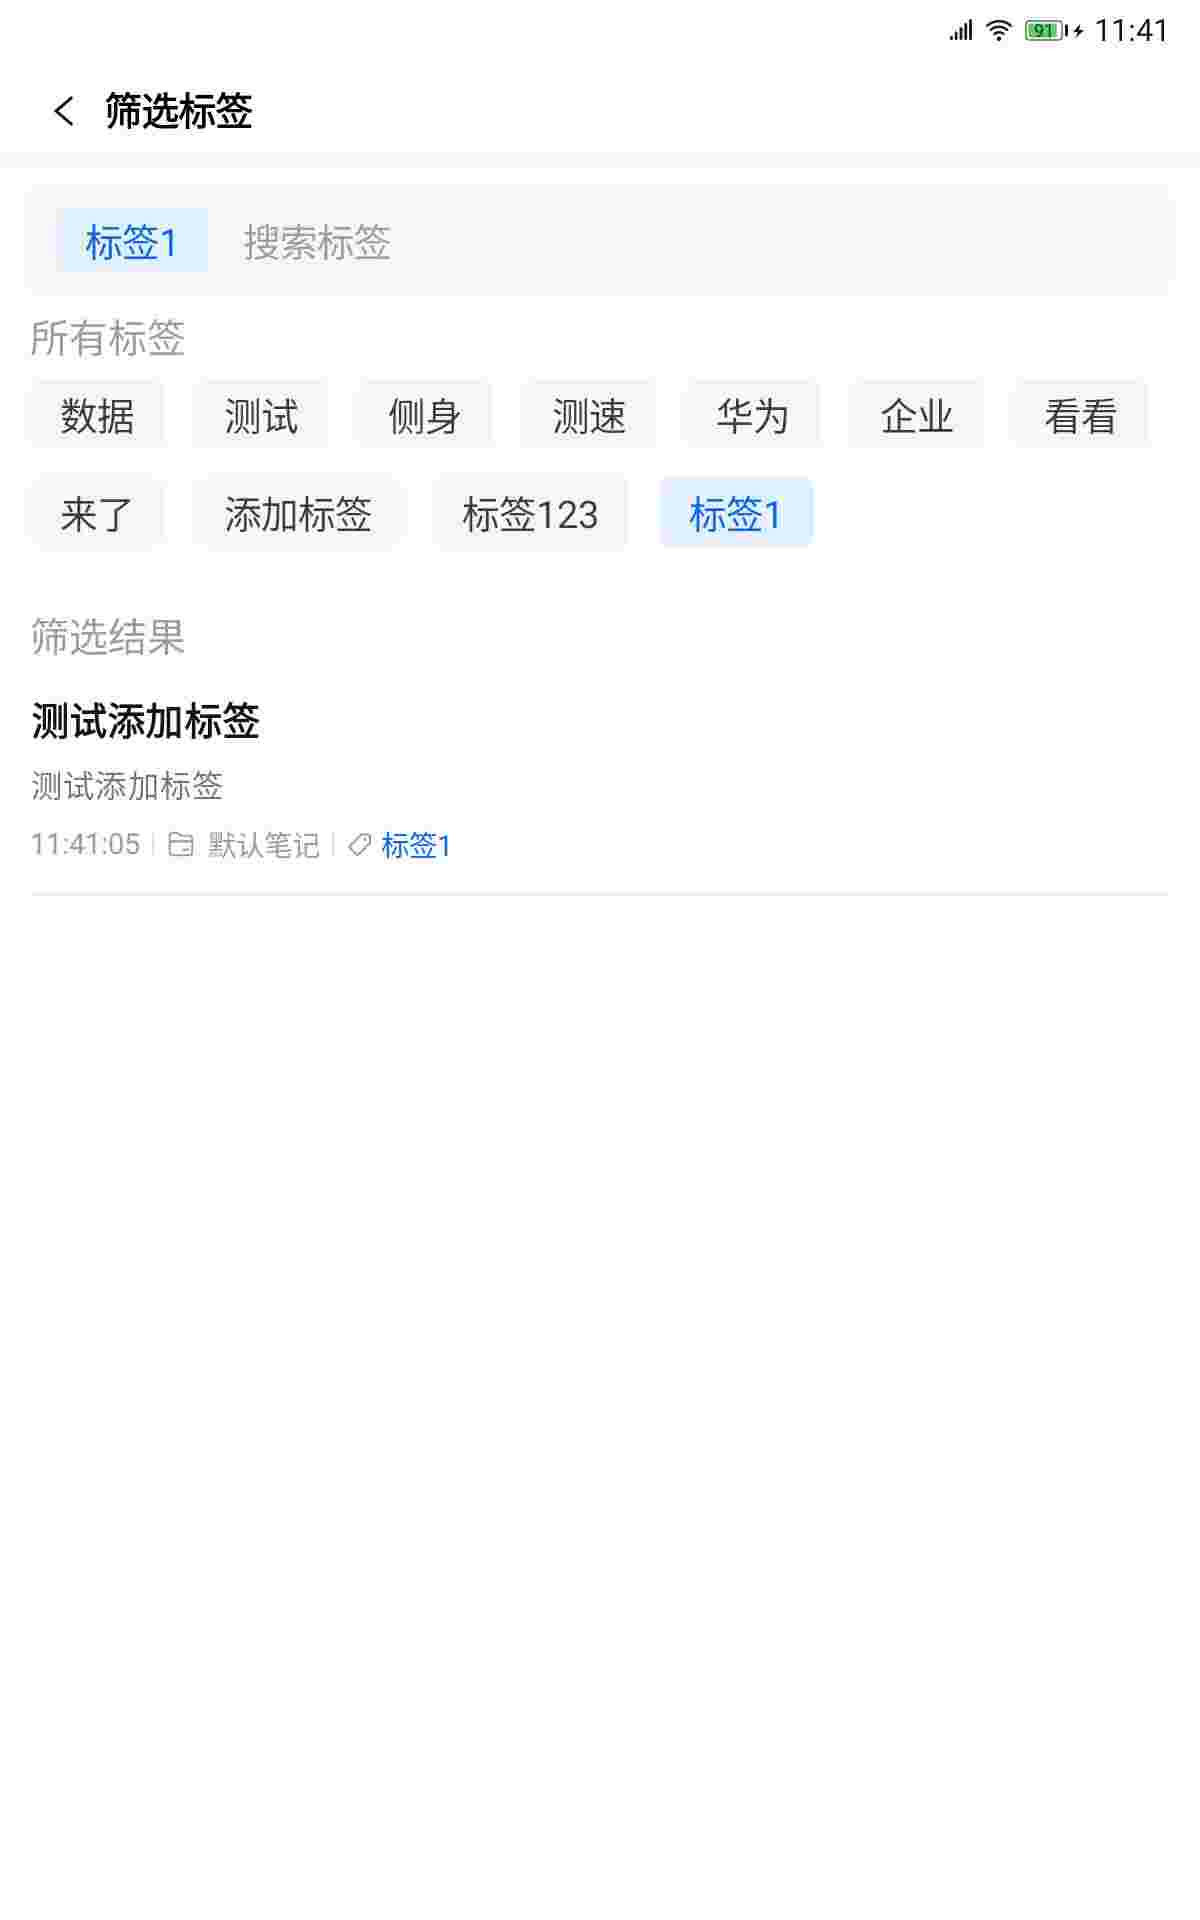 91 11:41
筛选标签
标签1 搜索标签
所有标签
数据 测试 侧身 测速 华为 企业 看看
来了 添加标签 标签123 标签1
筛选结果
测试添加标签
测试添加标签
11:41:05 默认笔记 标签1